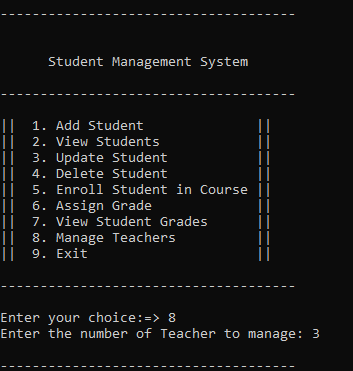 -------------------------------------
Student Management System
-------------------------------------
||  1. Add Student              ||
||  2. View Students            ||
||  3. Update Student           ||
||  4. Delete Student           ||
||  5. Enroll Student in Course ||
||  6. Assign Grade             ||
||  7. View Student Grades      ||
||  8. Manage Teachers          ||
||  9. Exit                     ||
-------------------------------------
Enter your choice:=> 8
Enter the number of Teacher to manage: 3
-------------------------------------